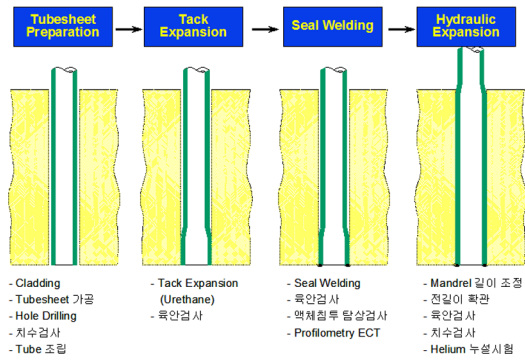 Tubesheet
Preparation
Tack
Expansion
Seal Welding
Hydraulic
Expansion
- Cladding
- Tubesheet 가공
- Hole Drilling
- 치수검사
- Tube 조립
- Tack Expansion
(Urethane)
- 육안검사
- Seal Welding
- 육안검사
- 액체침투 탐상검사
- Profilometry ECT
- Mandrel 길이 조정
- 전길이 확관
- 육안검사
- 치수검사
- Helium 누설시험